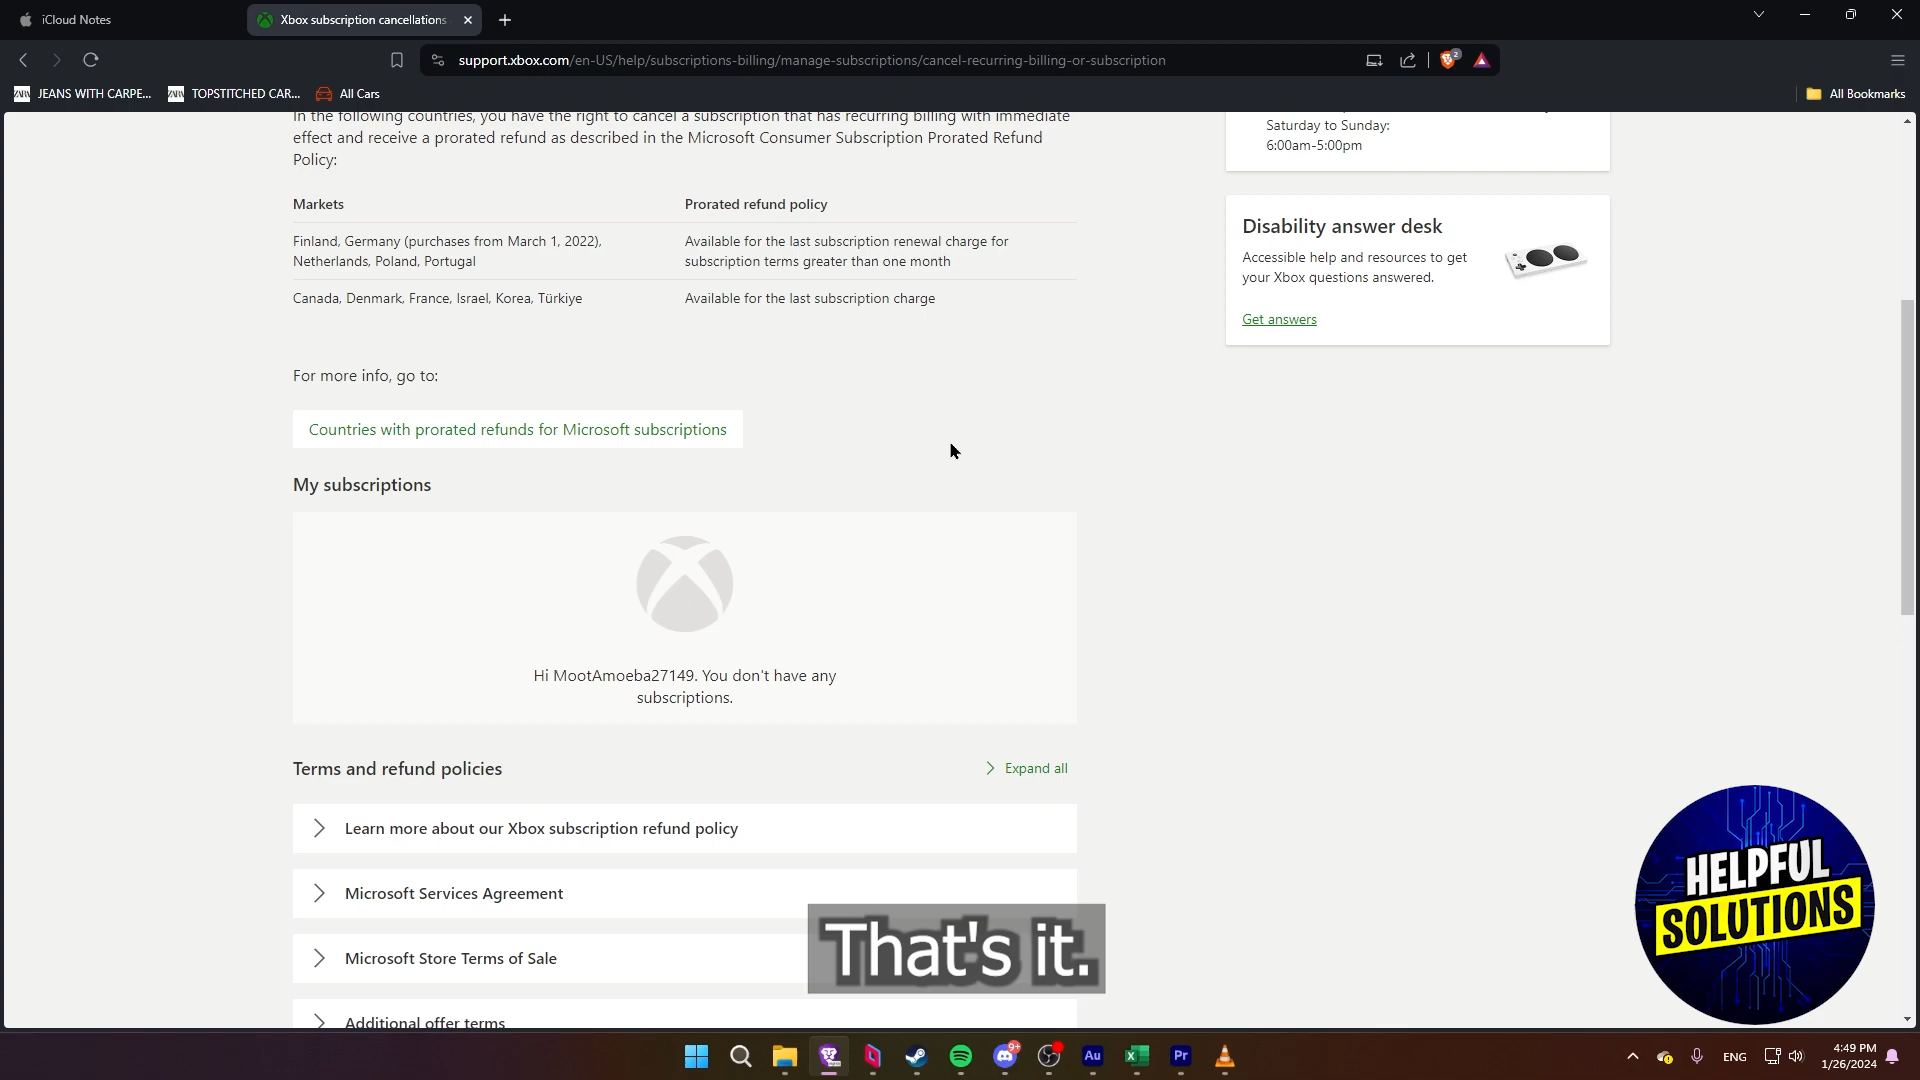 iCloud Notes
Xbox subscription cancellations
support.xbox.com/en-US/help/subscriptions-billing/manage-subscriptions/cancel-recurring-billing-or-subscription
2
ZARA JEANS WITH CARPE...
ZARA TOPSTITCHED CAR...
All Cars
All Bookmarks
In the following countries, you have the right to cancel a subscription that has recurring billing with immediate
effect and receive a prorated refund as described in the Microsoft Consumer Subscription Prorated Refund
Policy:
Markets
Prorated refund policy
Finland, Germany (purchases from March 1, 2022),
Netherlands, Poland, Portugal
Available for the last subscription renewal charge for
subscription terms greater than one month
Canada, Denmark, France, Israel, Korea, Türkiye
Available for the last subscription charge
For more info, go to:
Countries with prorated refunds for Microsoft subscriptions
My subscriptions
Hi MootAmoeba27149. You don't have any
subscriptions.
Terms and refund policies
Expand all
Learn more about our Xbox subscription refund policy
Microsoft Services Agreement
Microsoft Store Terms of Sale
Additional offer terms
Saturday to Sunday:
6:00am-5:00pm
Disability answer desk
Accessible help and resources to get
your Xbox questions answered.
Get answers
That's it.
HELPFUL
SOLUTIONS
9+
Au
Pr
ENG
4:49 PM
1/26/2024